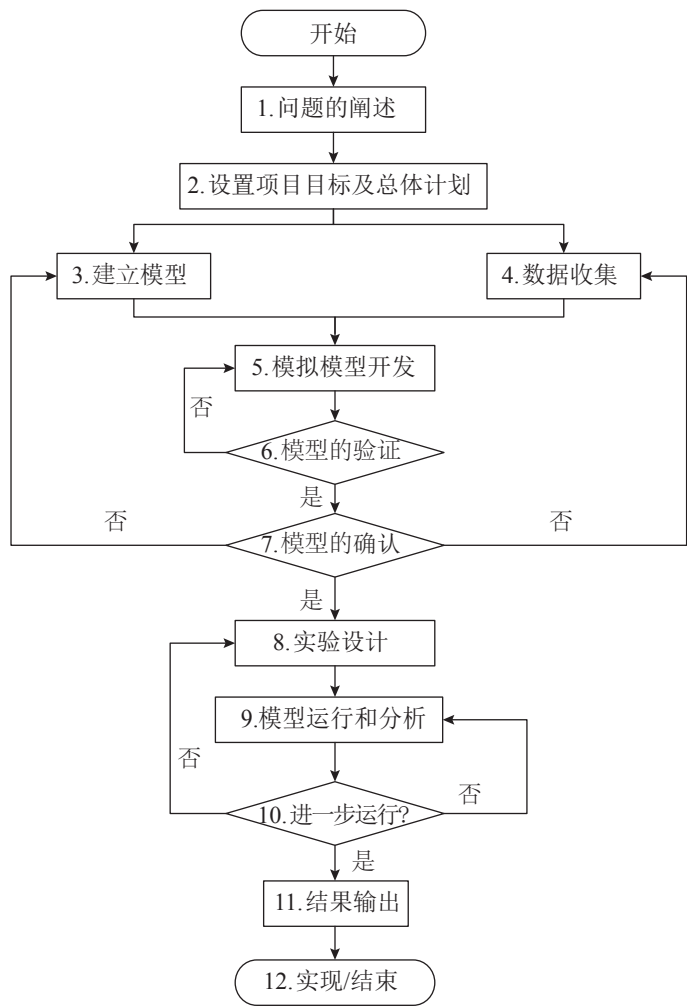 开始
1.问题的阐述
2.设置项目目标及总体计划
3.建立模型
4.数据收集
5.模拟模型开发
否
6.模型的验证
是
否
否
7.模型的确认
是
8.实验设计
9.模型运行和分析
否
否
10.进一步运行?
是
11.结果输出
12.实现/结束